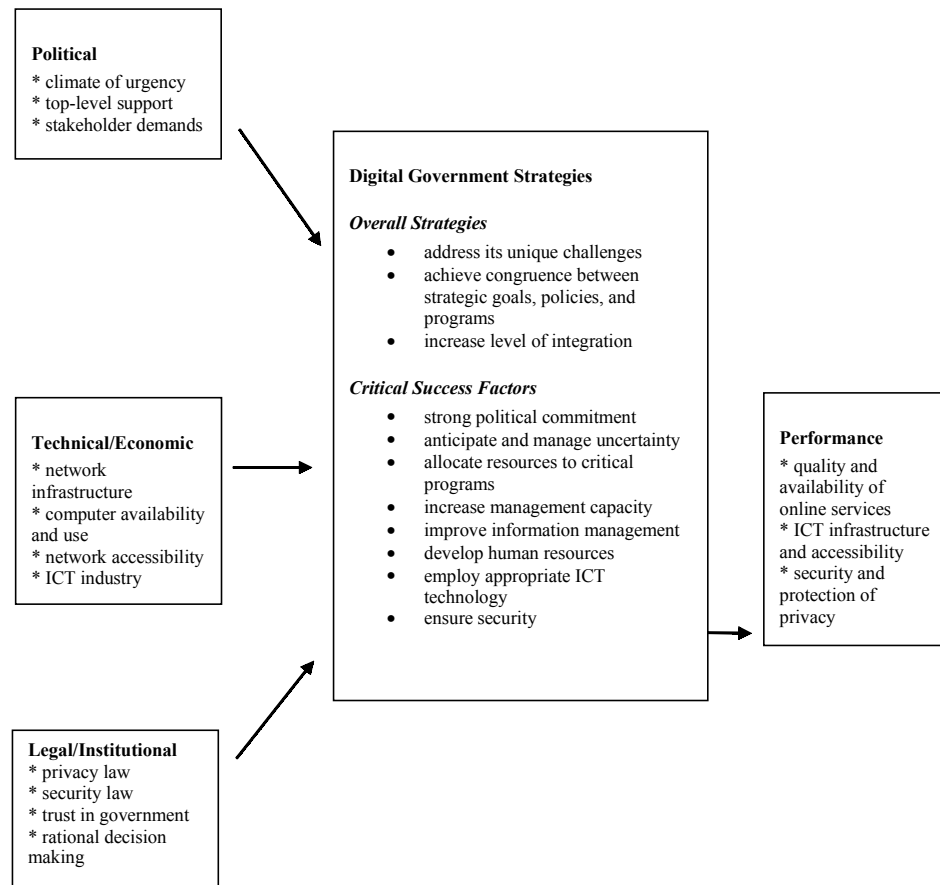 Political
* climate of urgency
* top-level support
* stakeholder demands
Digital Government Strategies
Overall Strategies
• address its unique challenges
• achieve congruence between
strategic goals, policies, and
programs
• increase level of integration
Critical Success Factors
• strong political commitment
• anticipate and manage uncertainty
• allocate resources to critical
programs
• increase management capacity
• improve information management
• develop human resources
• employ appropriate ICT
technology
• ensure security
Technical/Economic
* network
infrastructure
* computer availability
and use
* network accessibility
* ICT industry
Performance
* quality and
availability of
online services
* ICT infrastructure
and accessibility
* security and
protection of
privacy
Legal/Institutional
* privacy law
* security law
* trust in government
* rational decision
making